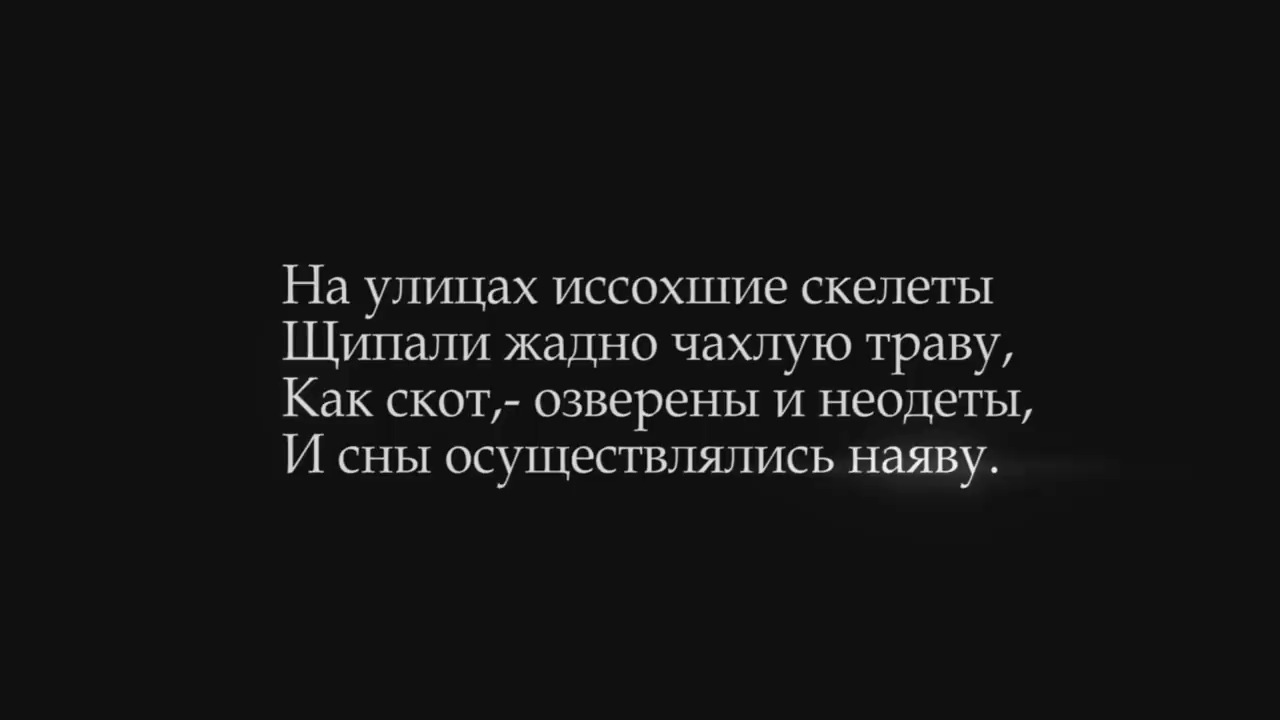 На улицах иссохшие скелеты
Щипали жадно чахлую траву,
Как скот,- озверены и неодеты,
И сны осуществлялись наяву.